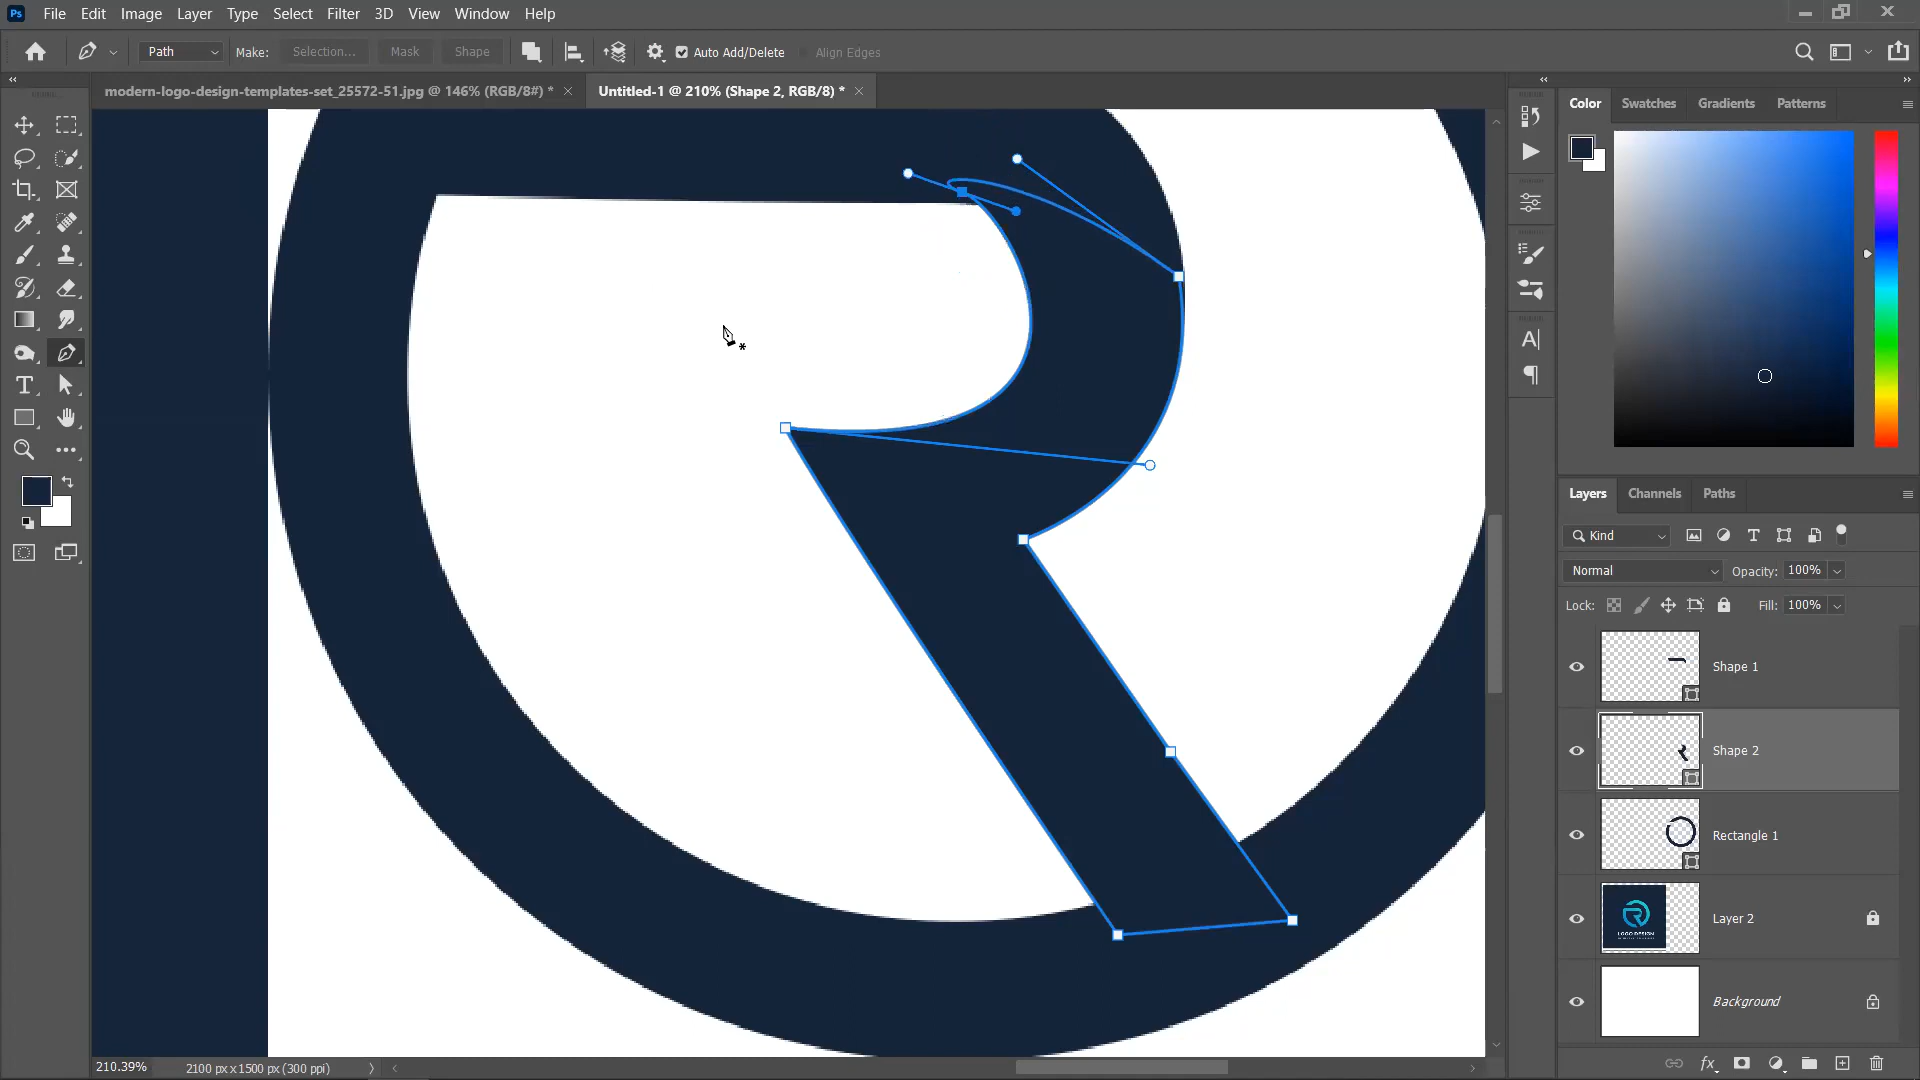 Ps File Edit Image Layer Type Select Filter 3D View Window Help
Path Make: Selection... Mask Shape Auto Add/Delete Align Edges
modern-logo-design-templates-set_25572-51.jpg @ 146% (RGB/8#) * Untitled-1 @ 210% (Shape 2, RGB/8) *
Color Swatches Gradients Patterns
Layers Channels Paths
Kind
Normal Opacity: 100%
Lock: Fill: 100%
Shape 1
Shape 2
Rectangle 1
LOGO DESIGN
Layer 2
Background
210.39% 2100 px x 1500 px (300 ppi)